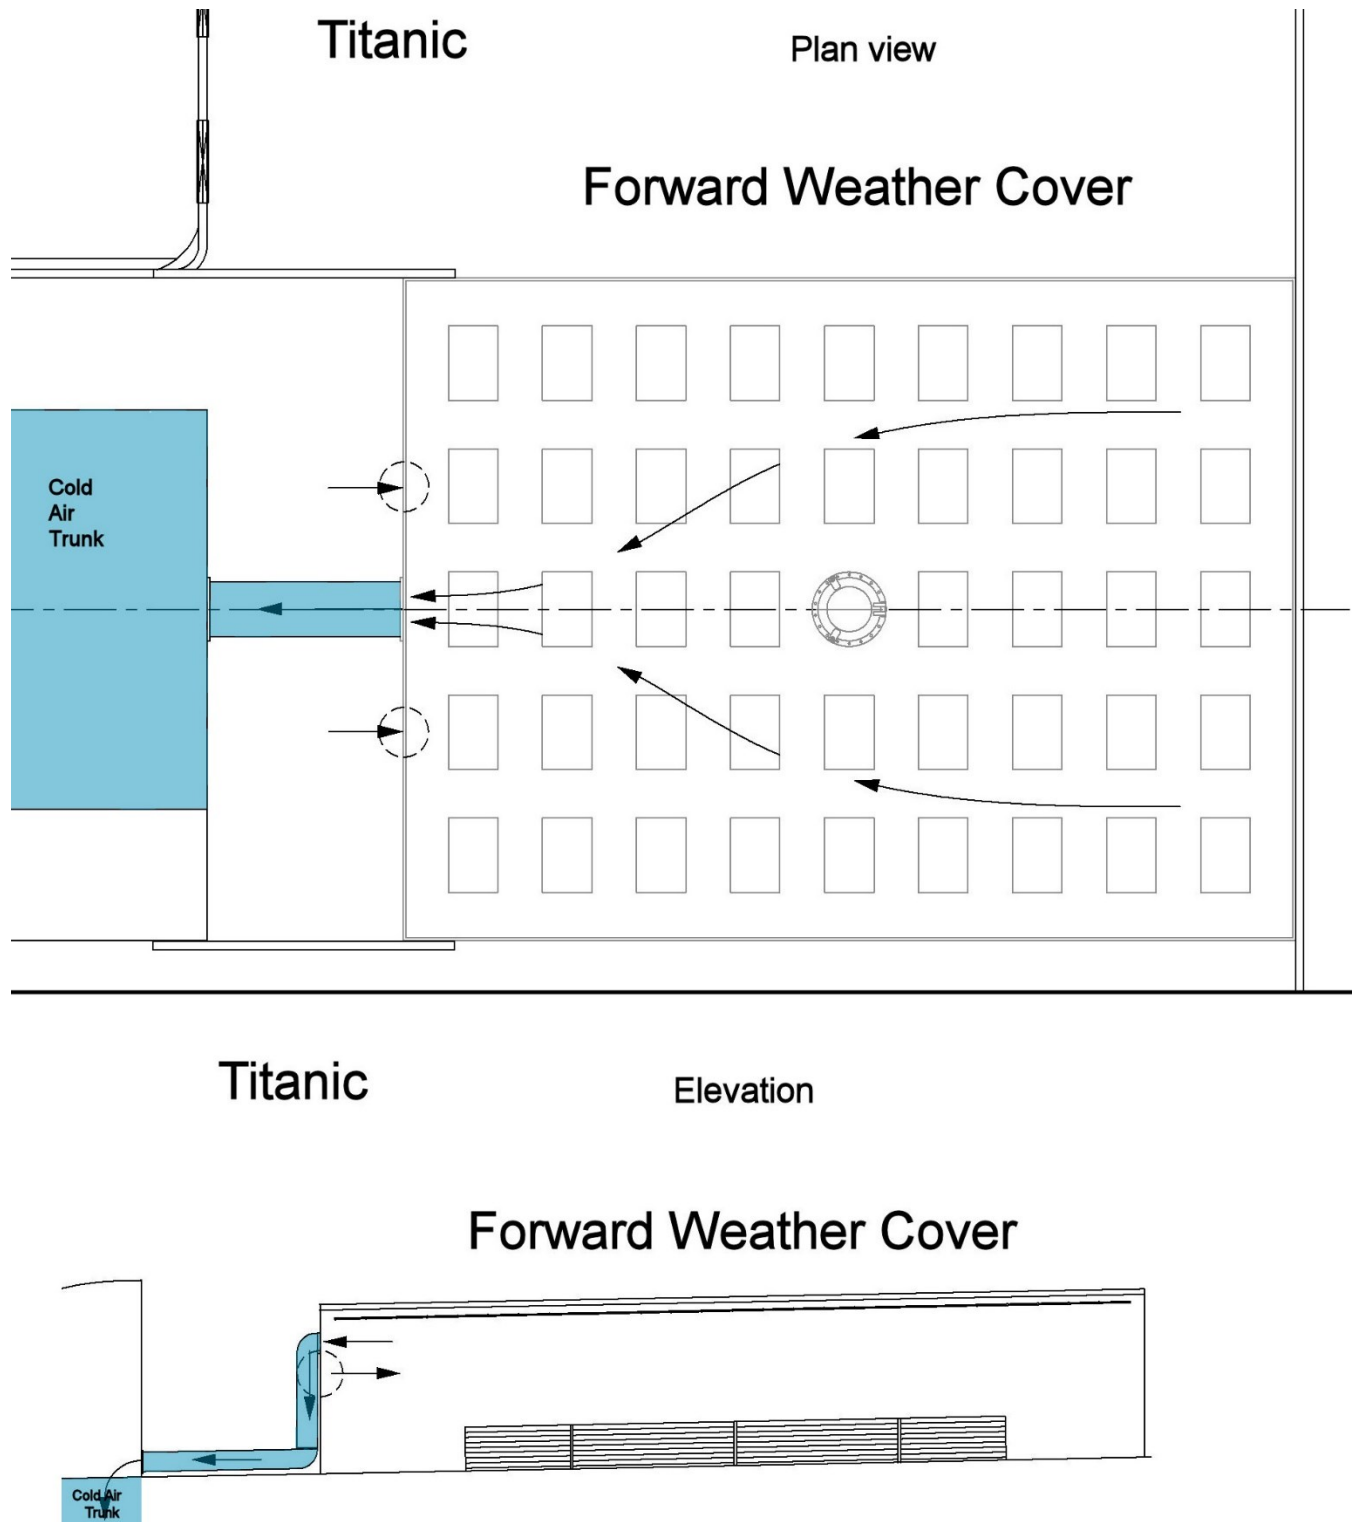 Titanic
Plan view
Forward Weather Cover
Cold
Air
Trunk
Titanic
Elevation
Forward Weather Cover
Cold Air
Trunk